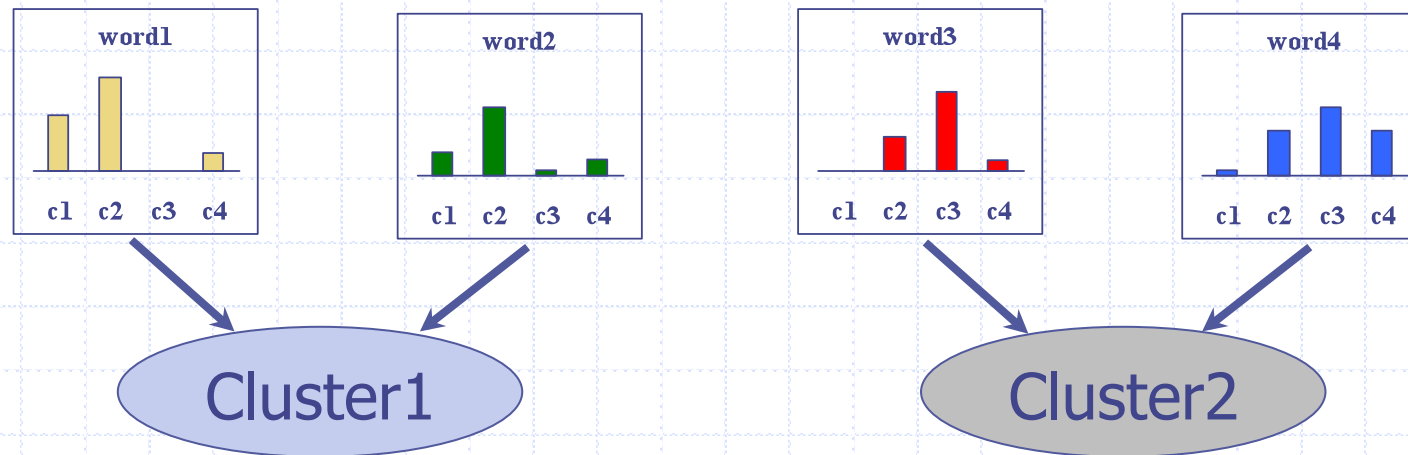 word1
c1 c2 c3 c4
word2
c1 c2 c3 c4
word3
c1 c2 c3 c4
word4
c1 c2 c3 c4
Cluster1
Cluster2